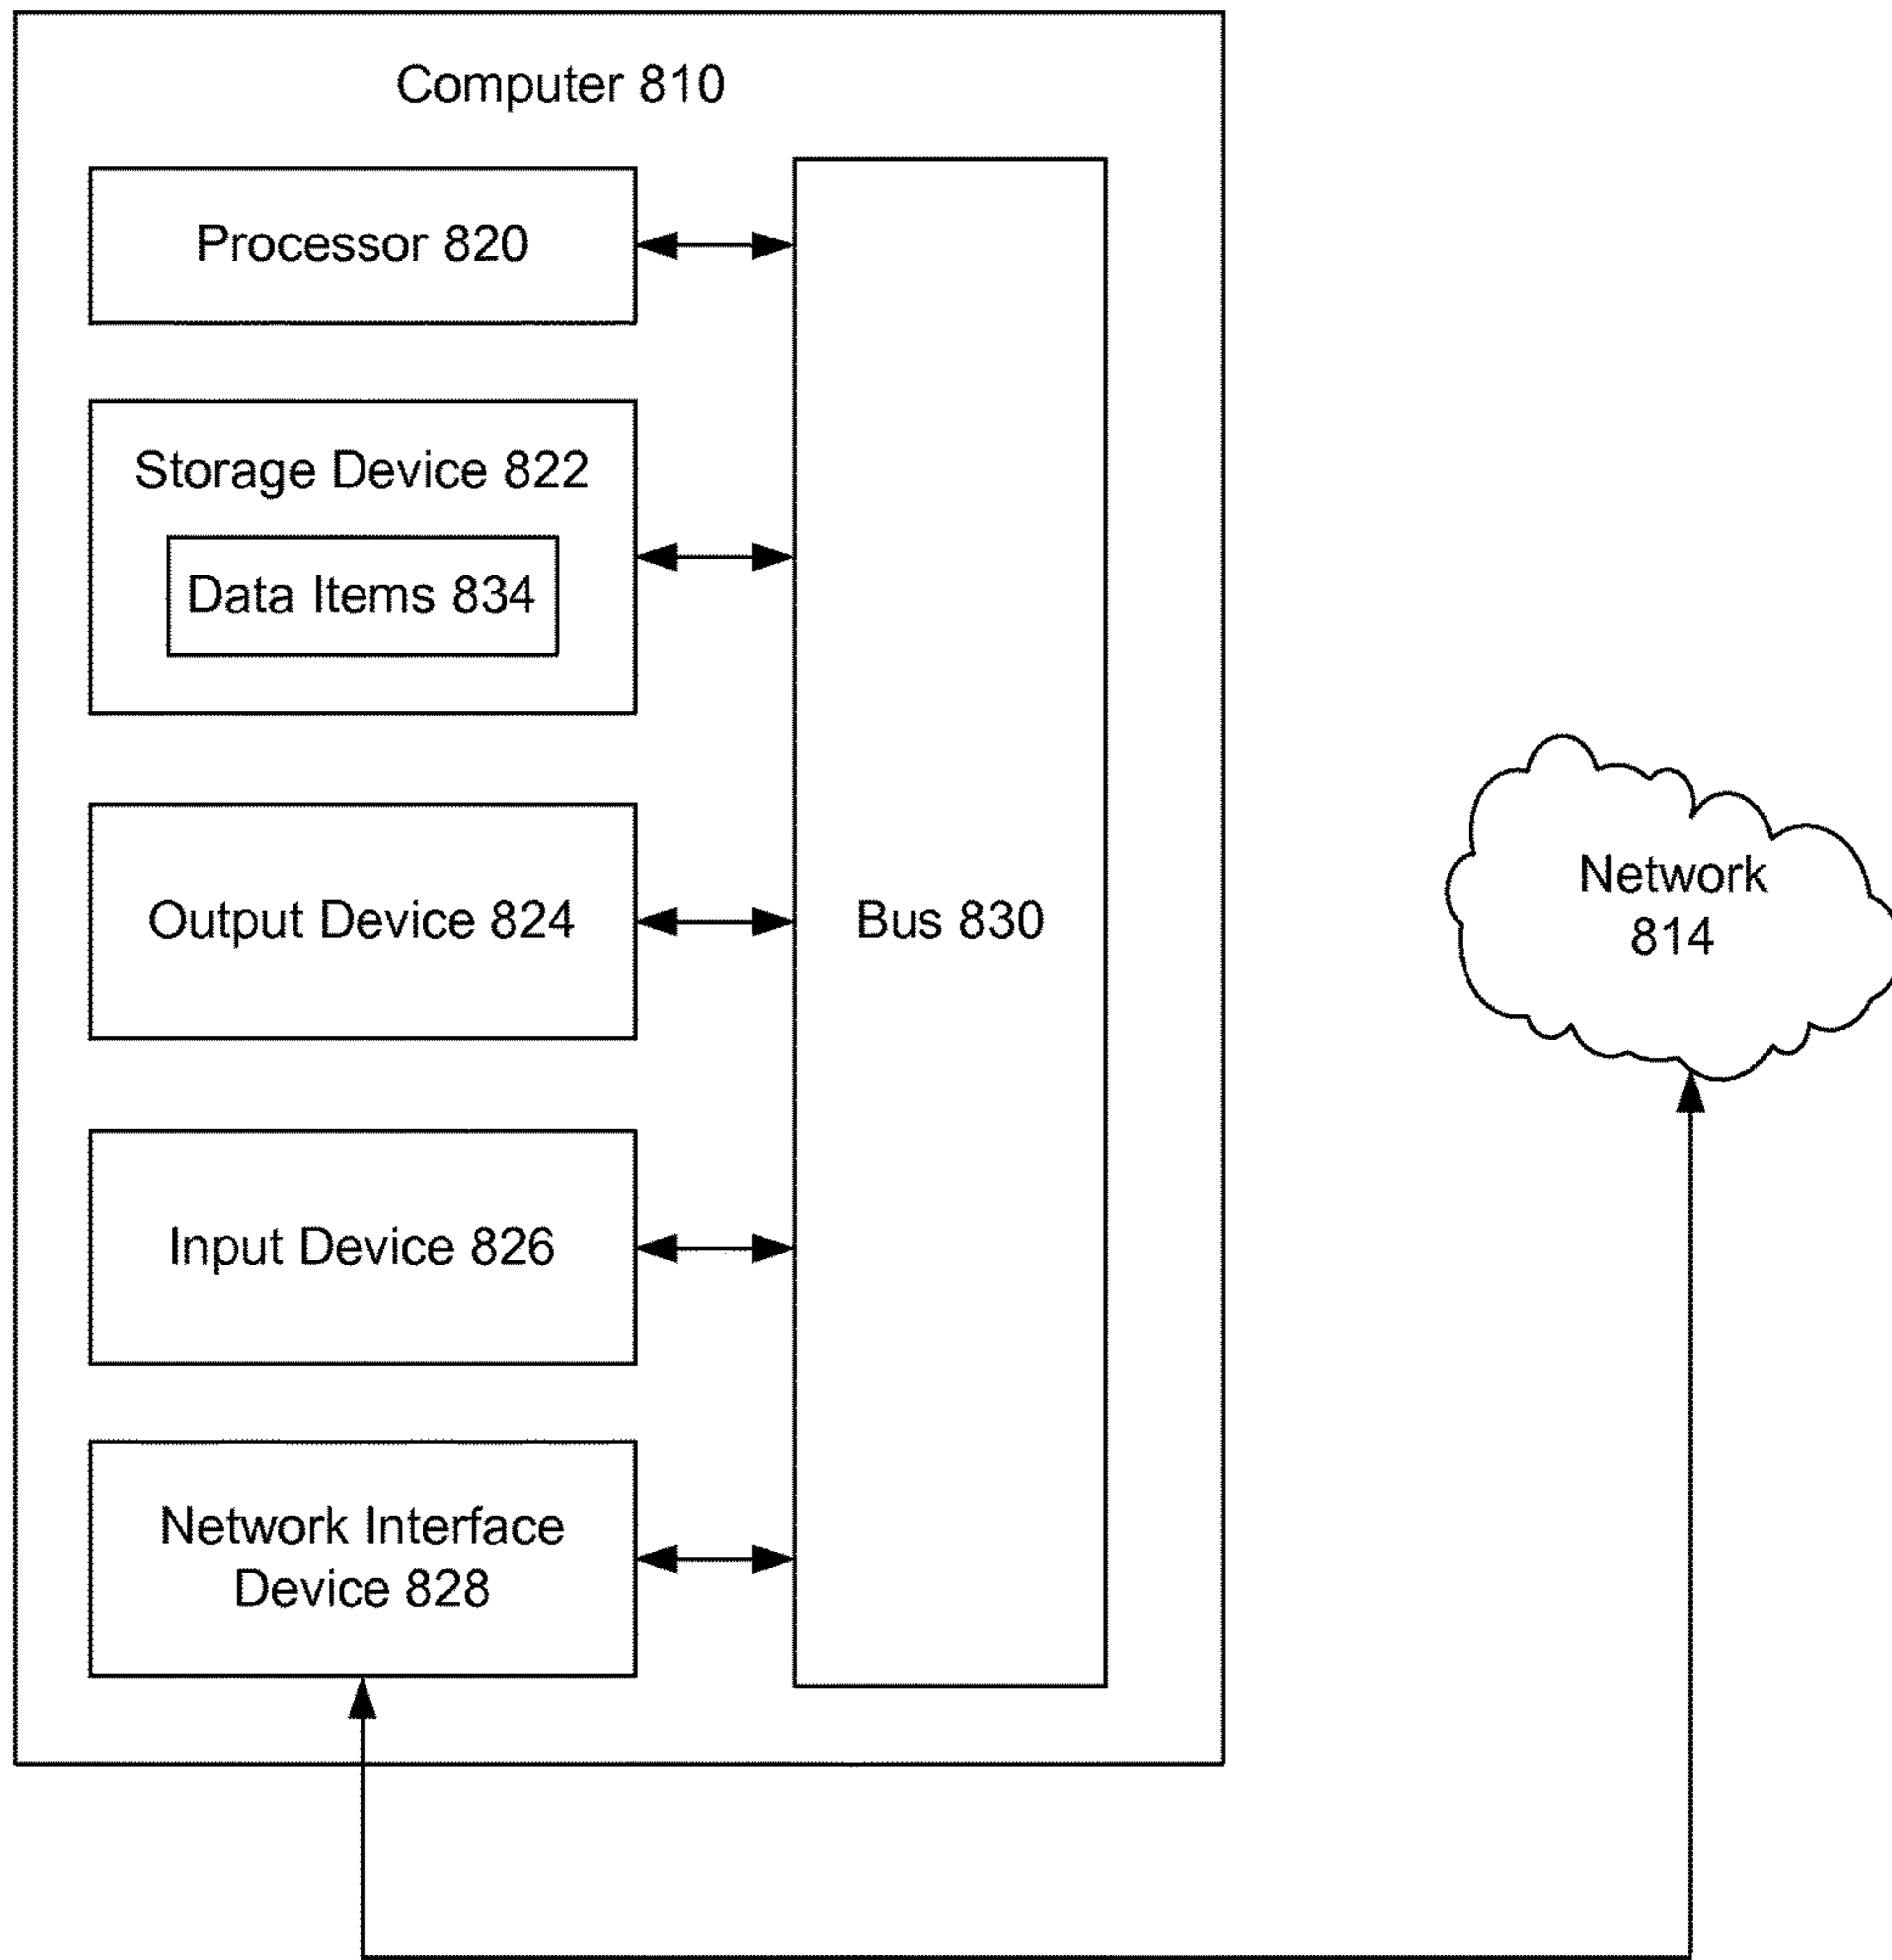 Computer 810
Processor 820
Storage Device 822
Data Items 834
Output Device 824
Input Device 826
Network Interface
Device 828
Bus 830
Network
814